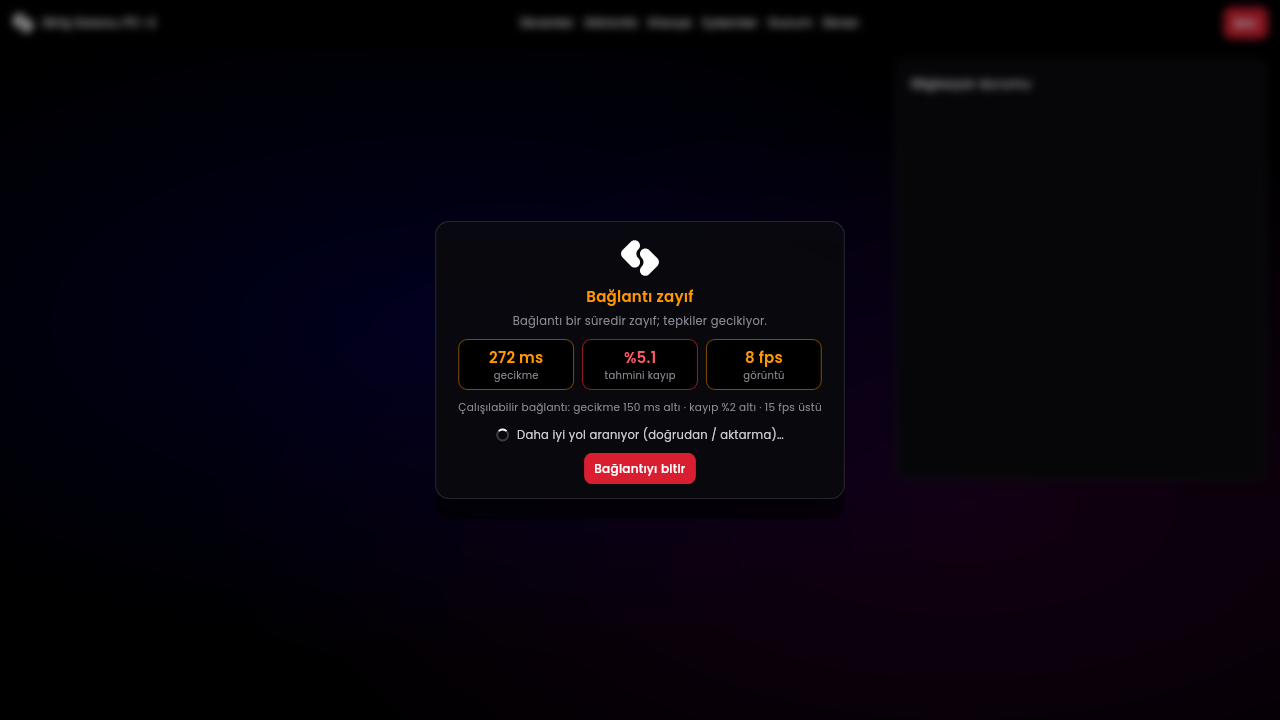 Bağlantı zayıf
Bağlantı bir süredir zayıf; tepkiler gecikiyor.
272 ms
gecikme
%5.1
tahmini kayıp
8 fps
görüntü
Çalışılabilir bağlantı: gecikme 150 ms altı · kayıp %2 altı · 15 fps üstü
Daha iyi yol aranıyor (doğrudan / aktarma)...
Bağlantıyı bitir